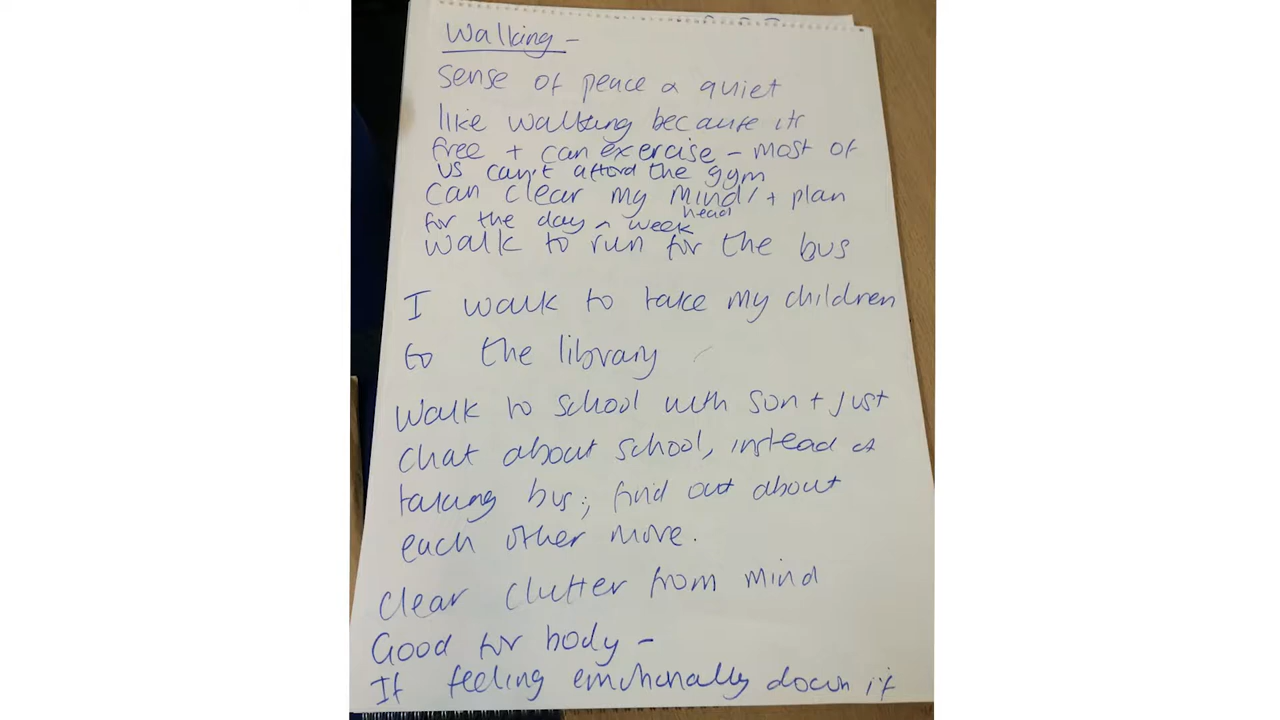 Walking -
sense of peace & quiet
like walking because its
free + can exercise - most of
us can't afford the gym
can clear my mind/ + plan
head
for the day ^ week
walk to run for the bus
I walk to take my children
to the library
Walk to school with son + just
chat about school, instead of
taking bus; find out about
each other more.
Clear clutter from mind
Good for body -
If feeling emotionally down it